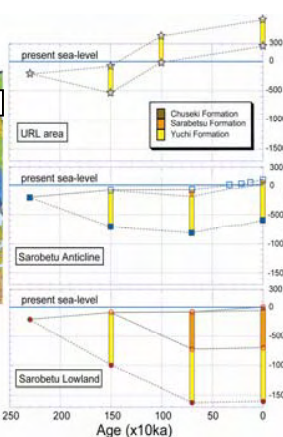 present sea-level
300
0
-500
-1000
-1500
Chuseki Formation
Sarabetsu Formation
Yuchi Formation
URL area
present sea-level
300
0
-500
Sarobetu Anticline
-1000
present sea-level
300
0
-500
-1000
Sarobetu Lowland
-1500
250 200 150 100 50 0
Age (x10ka)